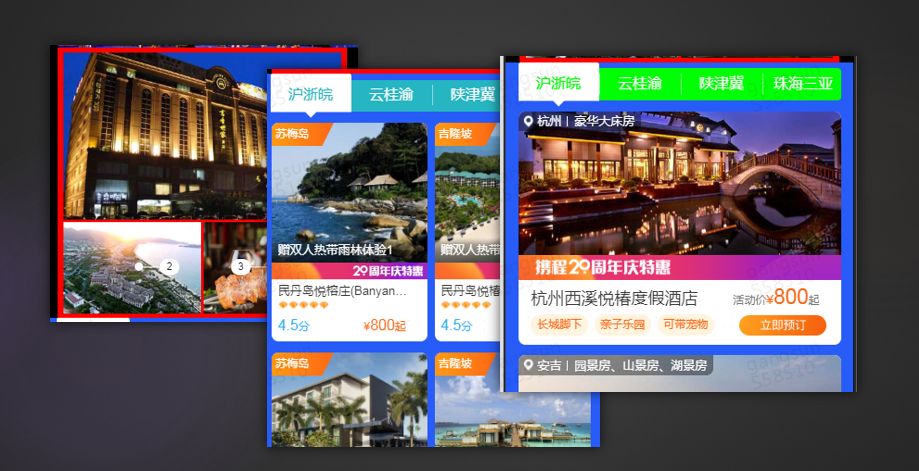 2
3
沪浙皖
云桂渝
陕津冀
苏梅岛
吉隆坡
赠双人热带雨林体验1
赠双人热
29周年庆特惠
民丹岛悦榕庄(Banyan...
民丹岛悦榕
4.5分
¥800起
4.5分
苏梅岛
吉隆坡
沪浙皖
云桂渝
陕津冀
珠海三亚
杭州 | 豪华大床房
携程29周年庆特惠
杭州西溪悦椿度假酒店
活动价¥800起
长城脚下
亲子乐园
可带宠物
立即预订
安吉 | 园景房、山景房、湖景房